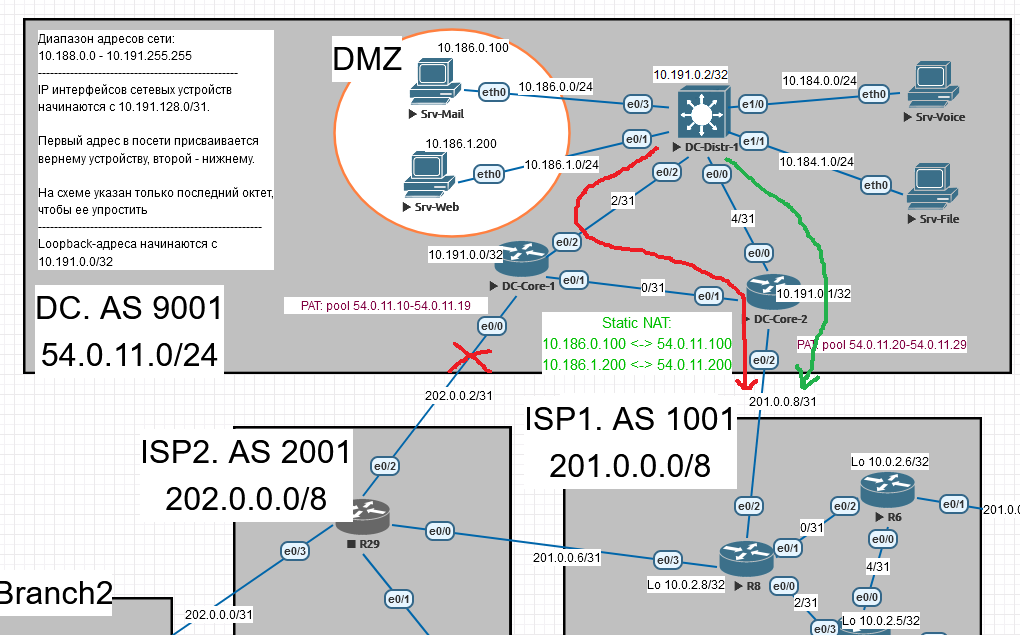 Диапазон адресов сети:
10.188.0.0 - 10.191.255.255
IP интерфейсов сетевых устройств
начинаются с 10.191.128.0/31.
Первый адрес в посети присваивается
вернему устройству, второй - нижнему.
На схеме указан только последний октет,
чтобы ее упростить
Loopback-адреса начинаются с
10.191.0.0/32
DC. AS 9001
54.0.11.0/24
DMZ
10.186.0.100
eth0
10.186.0.0/24
Srv-Mail
10.186.1.200
eth0
10.186.1.0/24
Srv-Web
10.191.0.2/32
e0/3
e0/1
e0/2
e0/0
e1/0
e1/1
DC-Distr-1
10.184.0.0/24
eth0
Srv-Voice
10.184.1.0/24
eth0
Srv-File
2/31
4/31
10.191.0.0/32
e0/2
DC-Core-1
e0/1
0/31
e0/1
e0/0
e0/0
10.191.0.1/32
DC-Core-2
e0/2
PAT: pool 54.0.11.10-54.0.11.19
Static NAT:
10.186.0.100 <-> 54.0.11.100
10.186.1.200 <-> 54.0.11.200
PAT: pool 54.0.11.20-54.0.11.29
202.0.0.2/31
201.0.0.8/31
ISP2. AS 2001
202.0.0.0/8
e0/2
R29
e0/0
e0/3
e0/1
202.0.0.0/31
201.0.0.6/31
Branch2
ISP1. AS 1001
201.0.0.0/8
e0/2
e0/3
Lo 10.0.2.8/32
R8
e0/1
0/31
e0/0
2/31
e0/3
Lo 10.0.2.6/32
e0/2
R6
e0/1
201.0.0
e0/0
4/31
e0/0
Lo 10.0.2.5/32